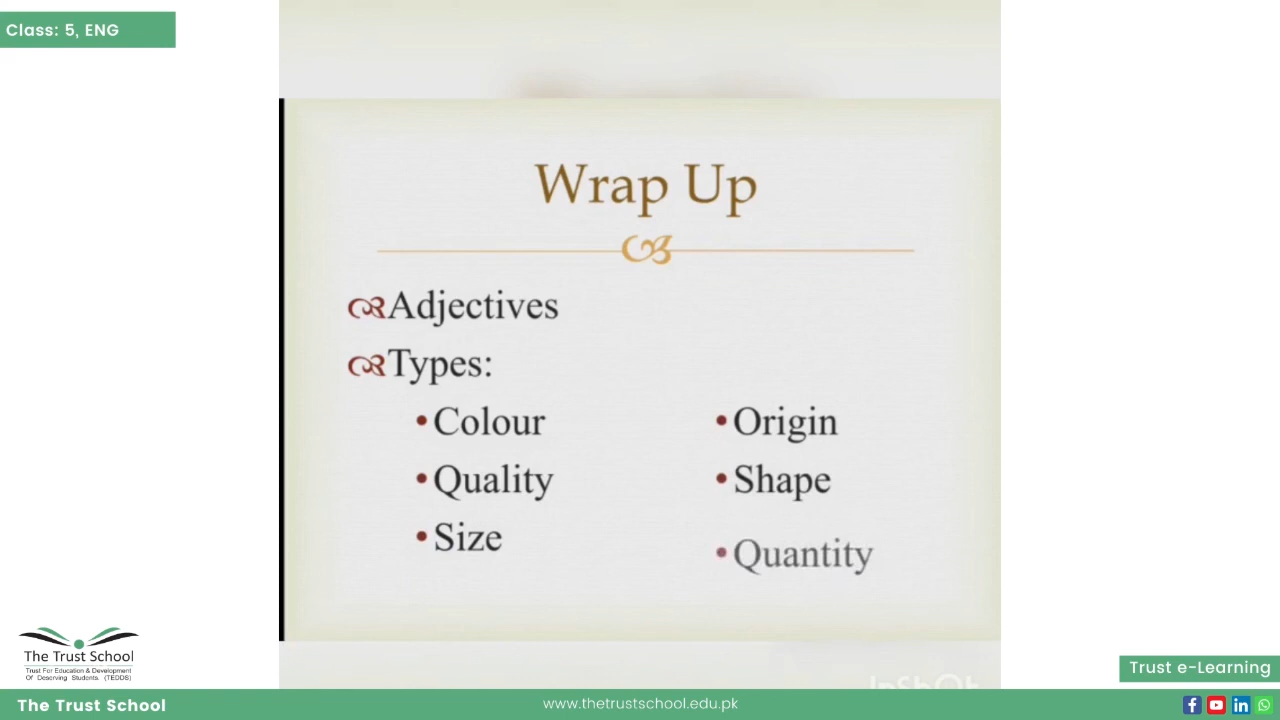 Class: 5, ENG
Wrap Up
Adjectives
Types:
•Colour
•Quality
•Size
•Origin
•Shape
•Quantity
InShOt
The Trust School
Trust For Education & Development
Of Deserving Students (TEDDS)
Trust e-Learning
The Trust School
www.thetrustschool.edu.pk